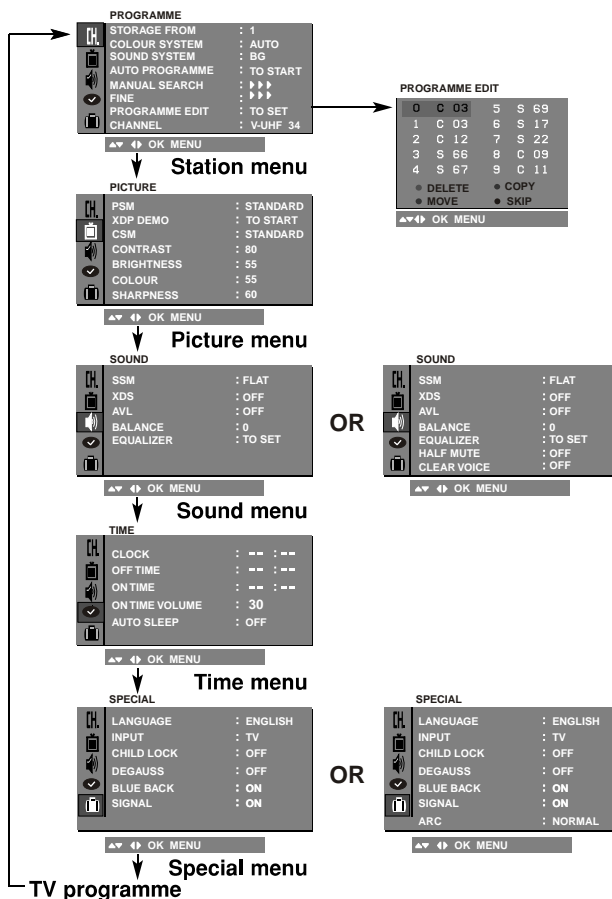 PROGRAMME
CH.
STORAGE FROM : 1
COLOUR SYSTEM : AUTO
SOUND SYSTEM : BG
AUTO PROGRAMME : TO START
MANUAL SEARCH :
FINE :
PROGRAMME EDIT : TO SET
CHANNEL : V-UHF 34
OK MENU
Station menu
PROGRAMME EDIT
0 C 03 5 S 69
1 C 03 6 S 17
2 C 12 7 S 22
3 S 66 8 C 09
4 S 67 9 C 11
DELETE COPY
MOVE SKIP
OK MENU
PICTURE
CH.
PSM : STANDARD
XDP DEMO : TO START
CSM : STANDARD
CONTRAST : 80
BRIGHTNESS : 55
COLOUR : 55
SHARPNESS : 60
OK MENU
Picture menu
SOUND
CH.
SSM : FLAT
XDS : OFF
AVL : OFF
BALANCE : 0
EQUALIZER : TO SET
OK MENU
OR
SOUND
CH.
SSM : FLAT
XDS : OFF
AVL : OFF
BALANCE : 0
EQUALIZER : TO SET
HALF MUTE : OFF
CLEAR VOICE : OFF
OK MENU
Sound menu
TIME
CH.
CLOCK : -- : --
OFF TIME : -- : --
ON TIME : -- : --
ON TIME VOLUME : 30
AUTO SLEEP : OFF
OK MENU
Time menu
SPECIAL
CH.
LANGUAGE : ENGLISH
INPUT : TV
CHILD LOCK : OFF
DEGAUSS : OFF
BLUE BACK : ON
SIGNAL : ON
OK MENU
OR
SPECIAL
CH.
LANGUAGE : ENGLISH
INPUT : TV
CHILD LOCK : OFF
DEGAUSS : OFF
BLUE BACK : ON
SIGNAL : ON
ARC : NORMAL
OK MENU
Special menu
TV programme